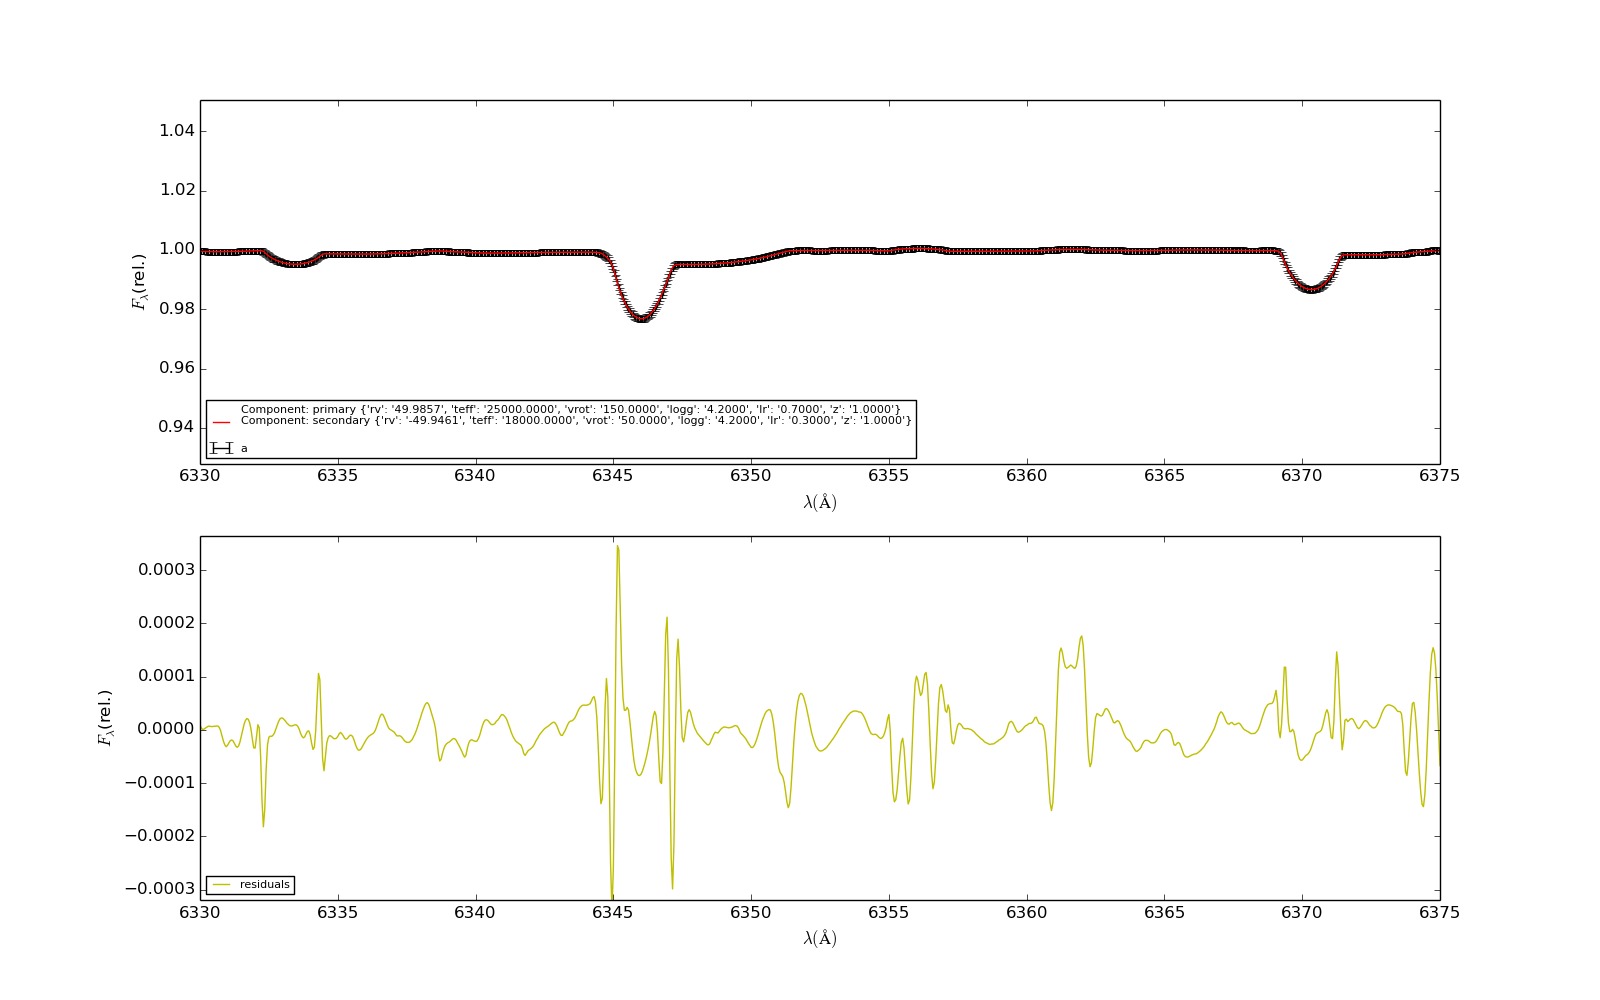 1.04
1.02
1.00
0.98
0.96
0.94
F_λ(rel.)
Component: primary {'rv': '49.9857', 'teff': '25000.0000', 'vrot': '150.0000', 'logg': '4.2000', 'lr': '0.7000', 'z': '1.0000'}
Component: secondary {'rv': '-49.9461', 'teff': '18000.0000', 'vrot': '50.0000', 'logg': '4.2000', 'lr': '0.3000', 'z': '1.0000'}
a
6330 6335 6340 6345 6350 6355 6360 6365 6370 6375
λ(Å)
0.0003
0.0002
0.0001
0.0000
−0.0001
−0.0002
−0.0003
F_λ(rel.)
residuals
6330 6335 6340 6345 6350 6355 6360 6365 6370 6375
λ(Å)